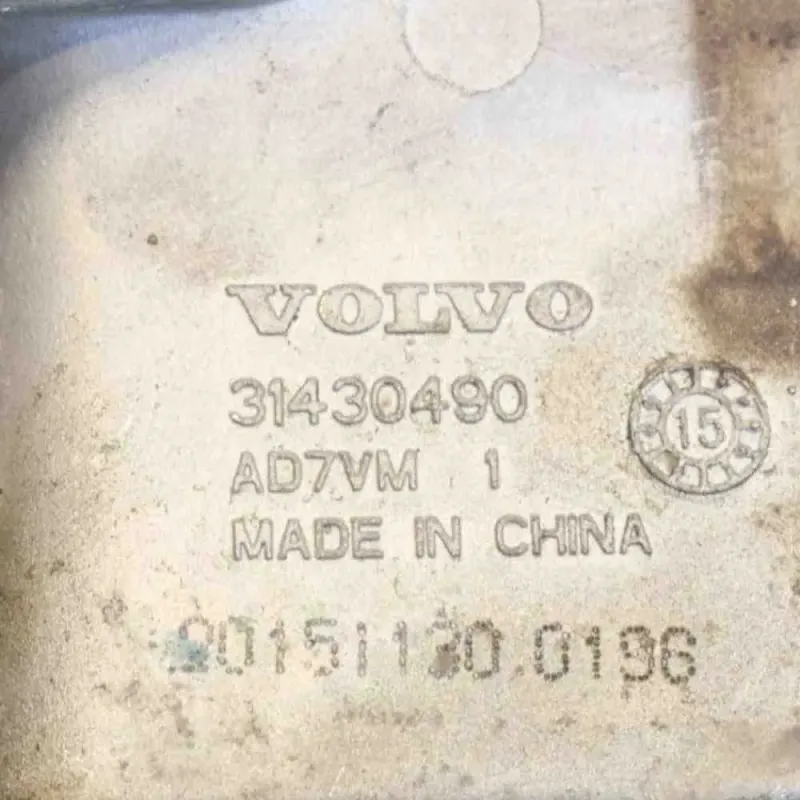 VOLVO
31430490
15
AD7VM 1
MADE IN CHINA
20151120 0196